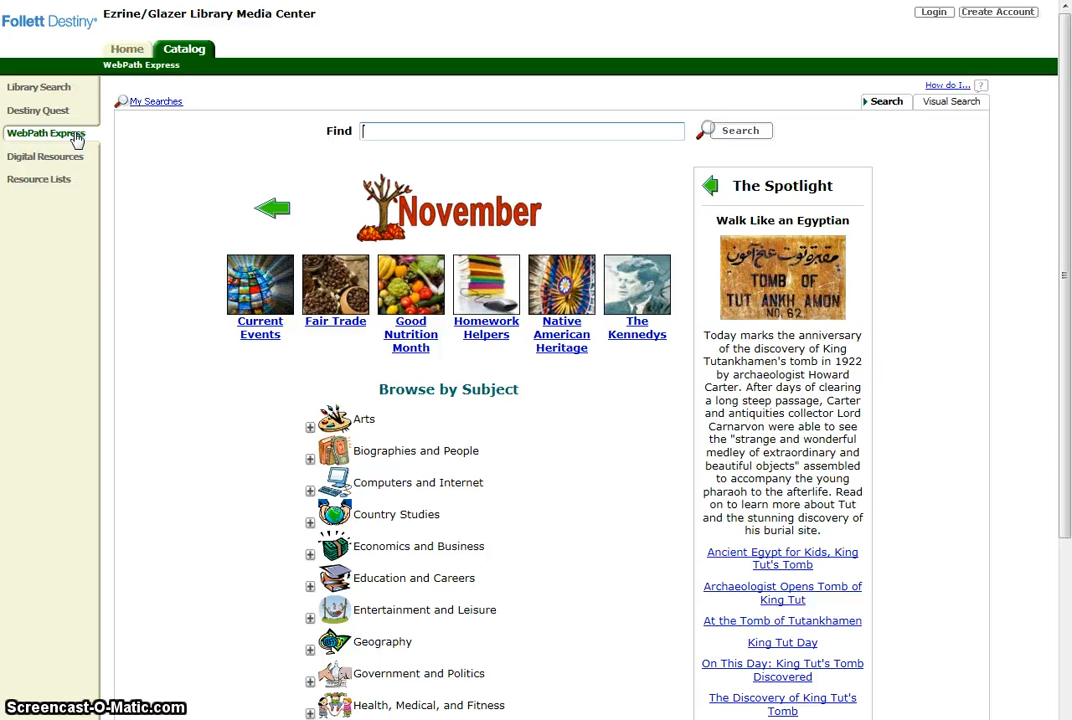 Follett Destiny
Ezrine/Glazer Library Media Center
Login
Create Account
Home
Catalog
WebPath Express
Library Search
Destiny Quest
WebPath Express
Digital Resources
Resource Lists
How do I...
?
My Searches
Search
Visual Search
Find
Search
November
Current
Events
Fair Trade
Good
Nutrition
Month
Homework
Helpers
Native
American
Heritage
The
Kennedys
Browse by Subject
Arts
Biographies and People
Computers and Internet
Country Studies
Economics and Business
Education and Careers
Entertainment and Leisure
Geography
Government and Politics
Health, Medical, and Fitness
The Spotlight
Walk Like an Egyptian
مقبرة توت عنخ آمون
TOMB OF
TUT ANKH AMON
NO. 62
Today marks the anniversary
of the discovery of King
Tutankhamen's tomb in 1922
by archaeologist Howard
Carter. After days of clearing
a long steep passage, Carter
and antiquities collector Lord
Carnarvon were able to see
the "strange and wonderful
medley of extraordinary and
beautiful objects" assembled
to accompany the young
pharaoh to the afterlife. Read
on to learn more about Tut
and the stunning discovery of
his burial site.
Ancient Egypt for Kids, King
Tut's Tomb
Archaeologist Opens Tomb of
King Tut
At the Tomb of Tutankhamen
King Tut Day
On This Day: King Tut's Tomb
Discovered
The Discovery of King Tut's
Tomb
Screencast-O-Matic.com